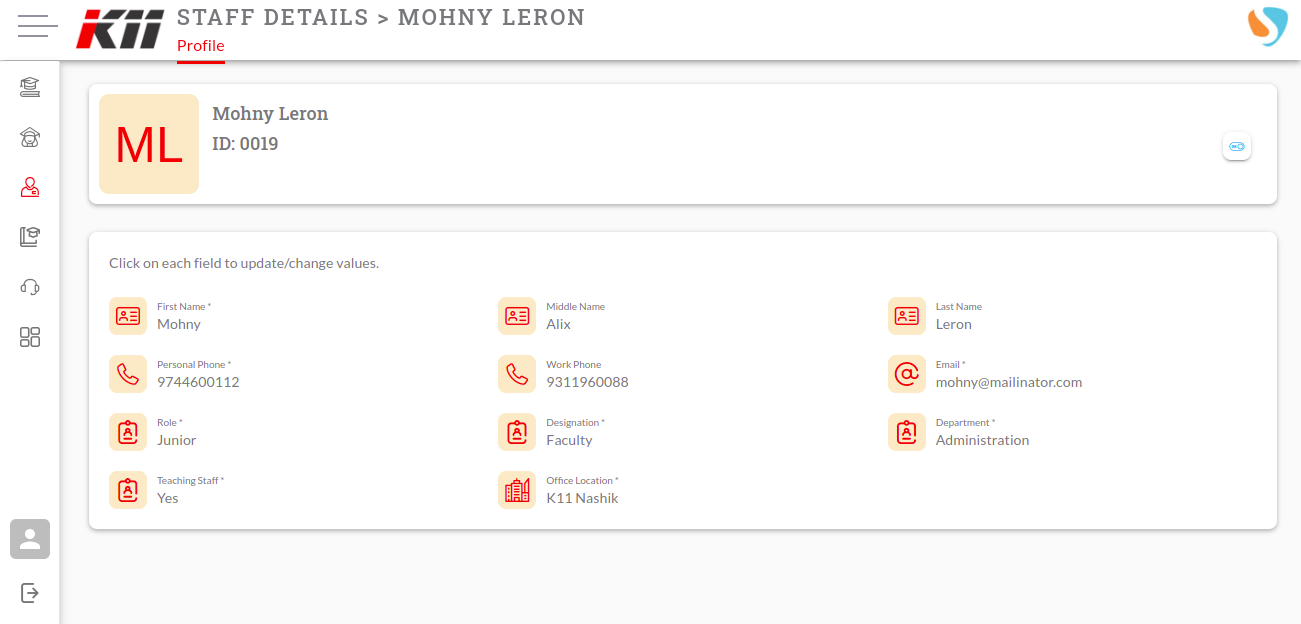 K11
STAFF DETAILS > MOHNY LERON
Profile
ML
Mohny Leron
ID: 0019
Click on each field to update/change values.
First Name *
Mohny
Middle Name
Alix
Last Name
Leron
Personal Phone *
9744600112
Work Phone
9311960088
Email *
mohny@mailinator.com
Role *
Junior
Designation *
Faculty
Department *
Administration
Teaching Staff *
Yes
Office Location *
K11 Nashik